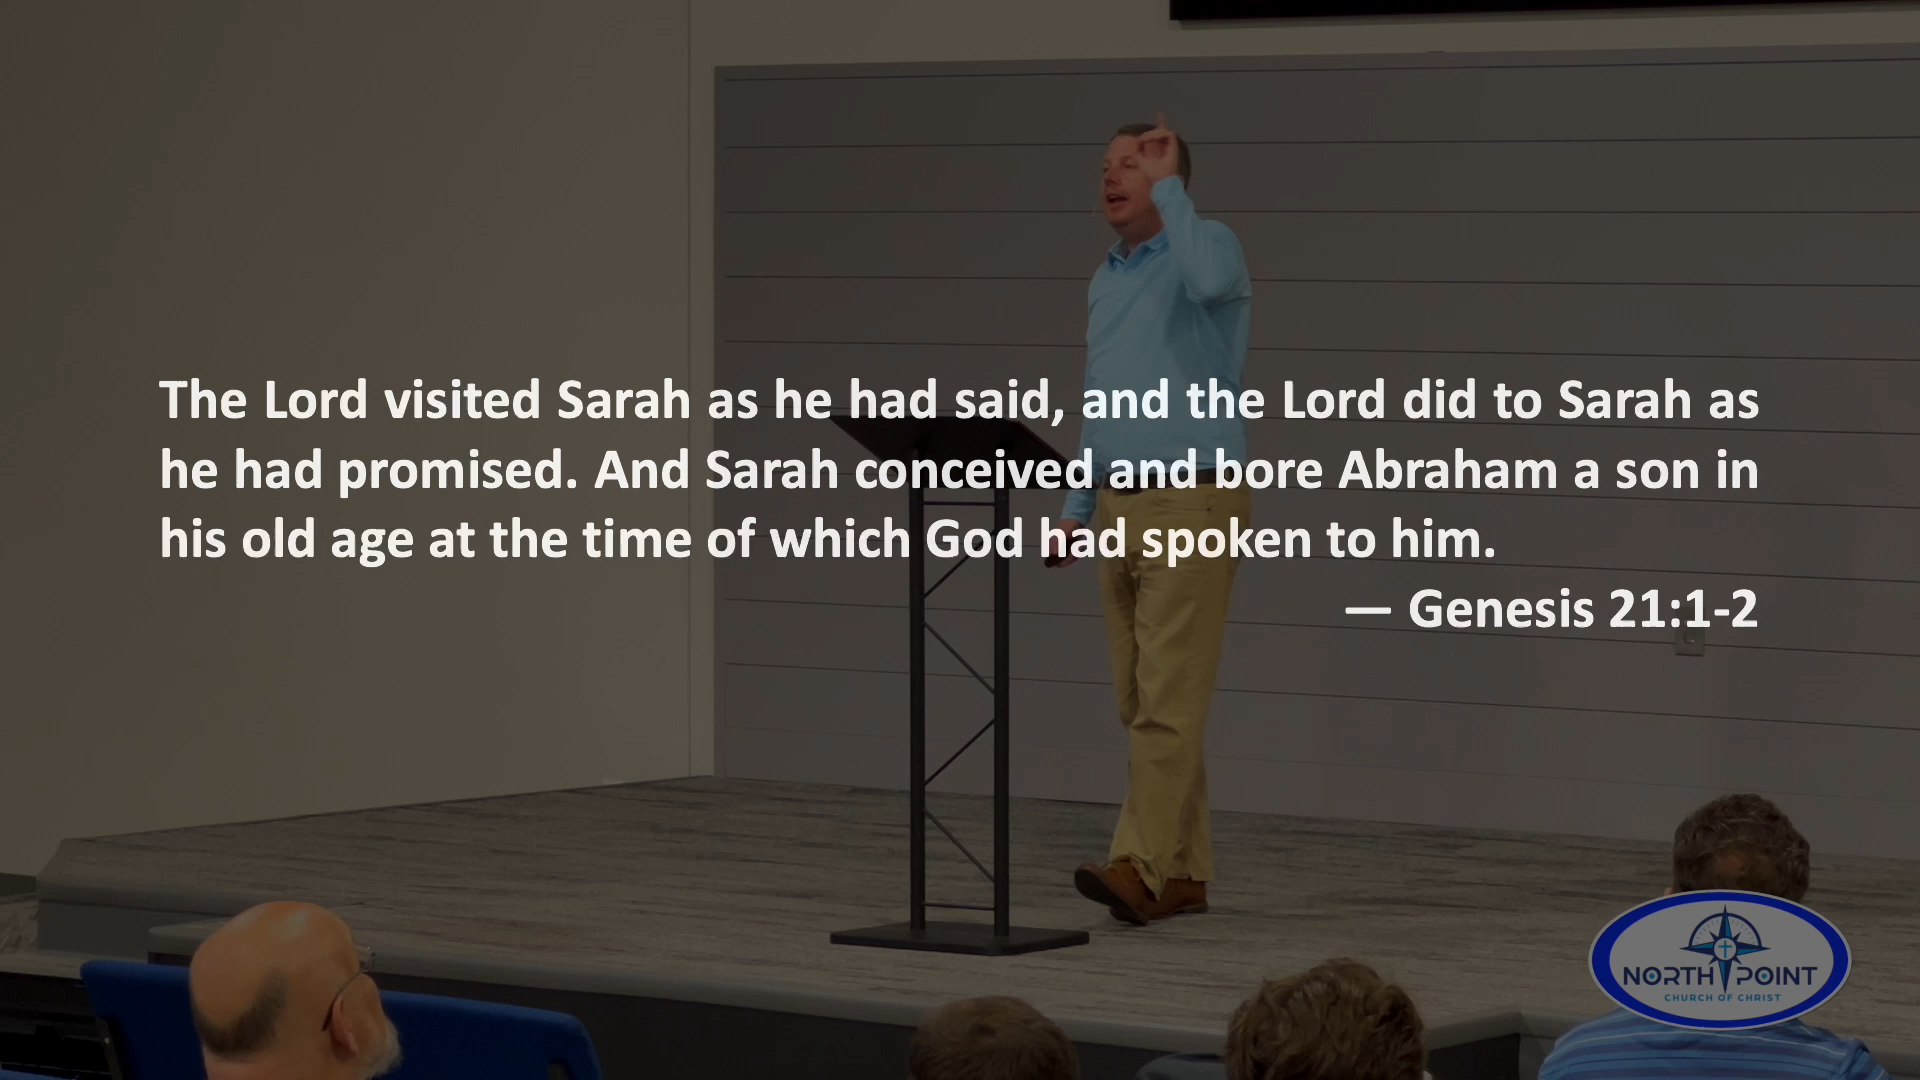 The Lord visited Sarah as he had said, and the Lord did to Sarah as
he had promised. And Sarah conceived and bore Abraham a son in
his old age at the time of which God had spoken to him.
— Genesis 21:1-2
NORTH POINT
CHURCH OF CHRIST